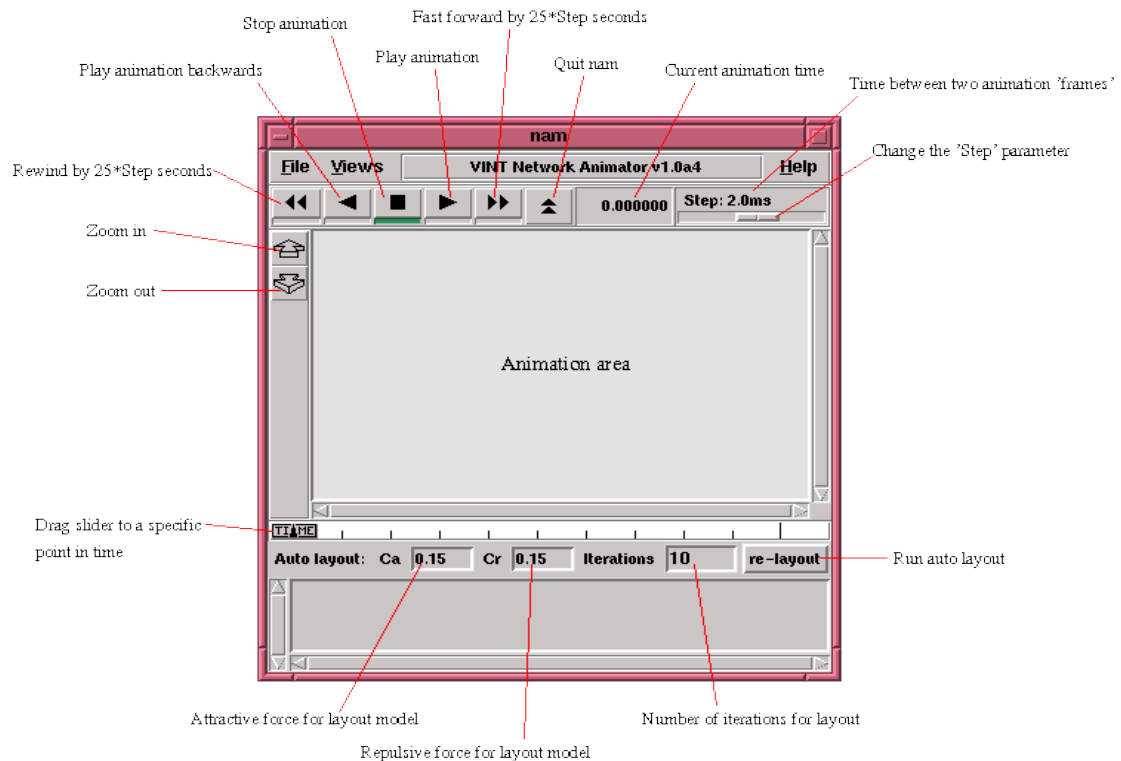 Fast forward by 25*Step seconds
Stop animation
Play animation
Quit nam
Play animation backwards
Current animation time
Time between two animation 'frames'
nam
Change the 'Step' parameter
File Views VINT Network Animator v1.0a4 Help
Rewind by 25*Step seconds
0.000000 Step: 2.0ms
Zoom in
Zoom out
Animation area
Drag slider to a specific
point in time
TIME
Auto layout: Ca 0.15 Cr 0.15 Iterations 10 re-layout
Run auto layout
Attractive force for layout model
Number of iterations for layout
Repulsive force for layout model